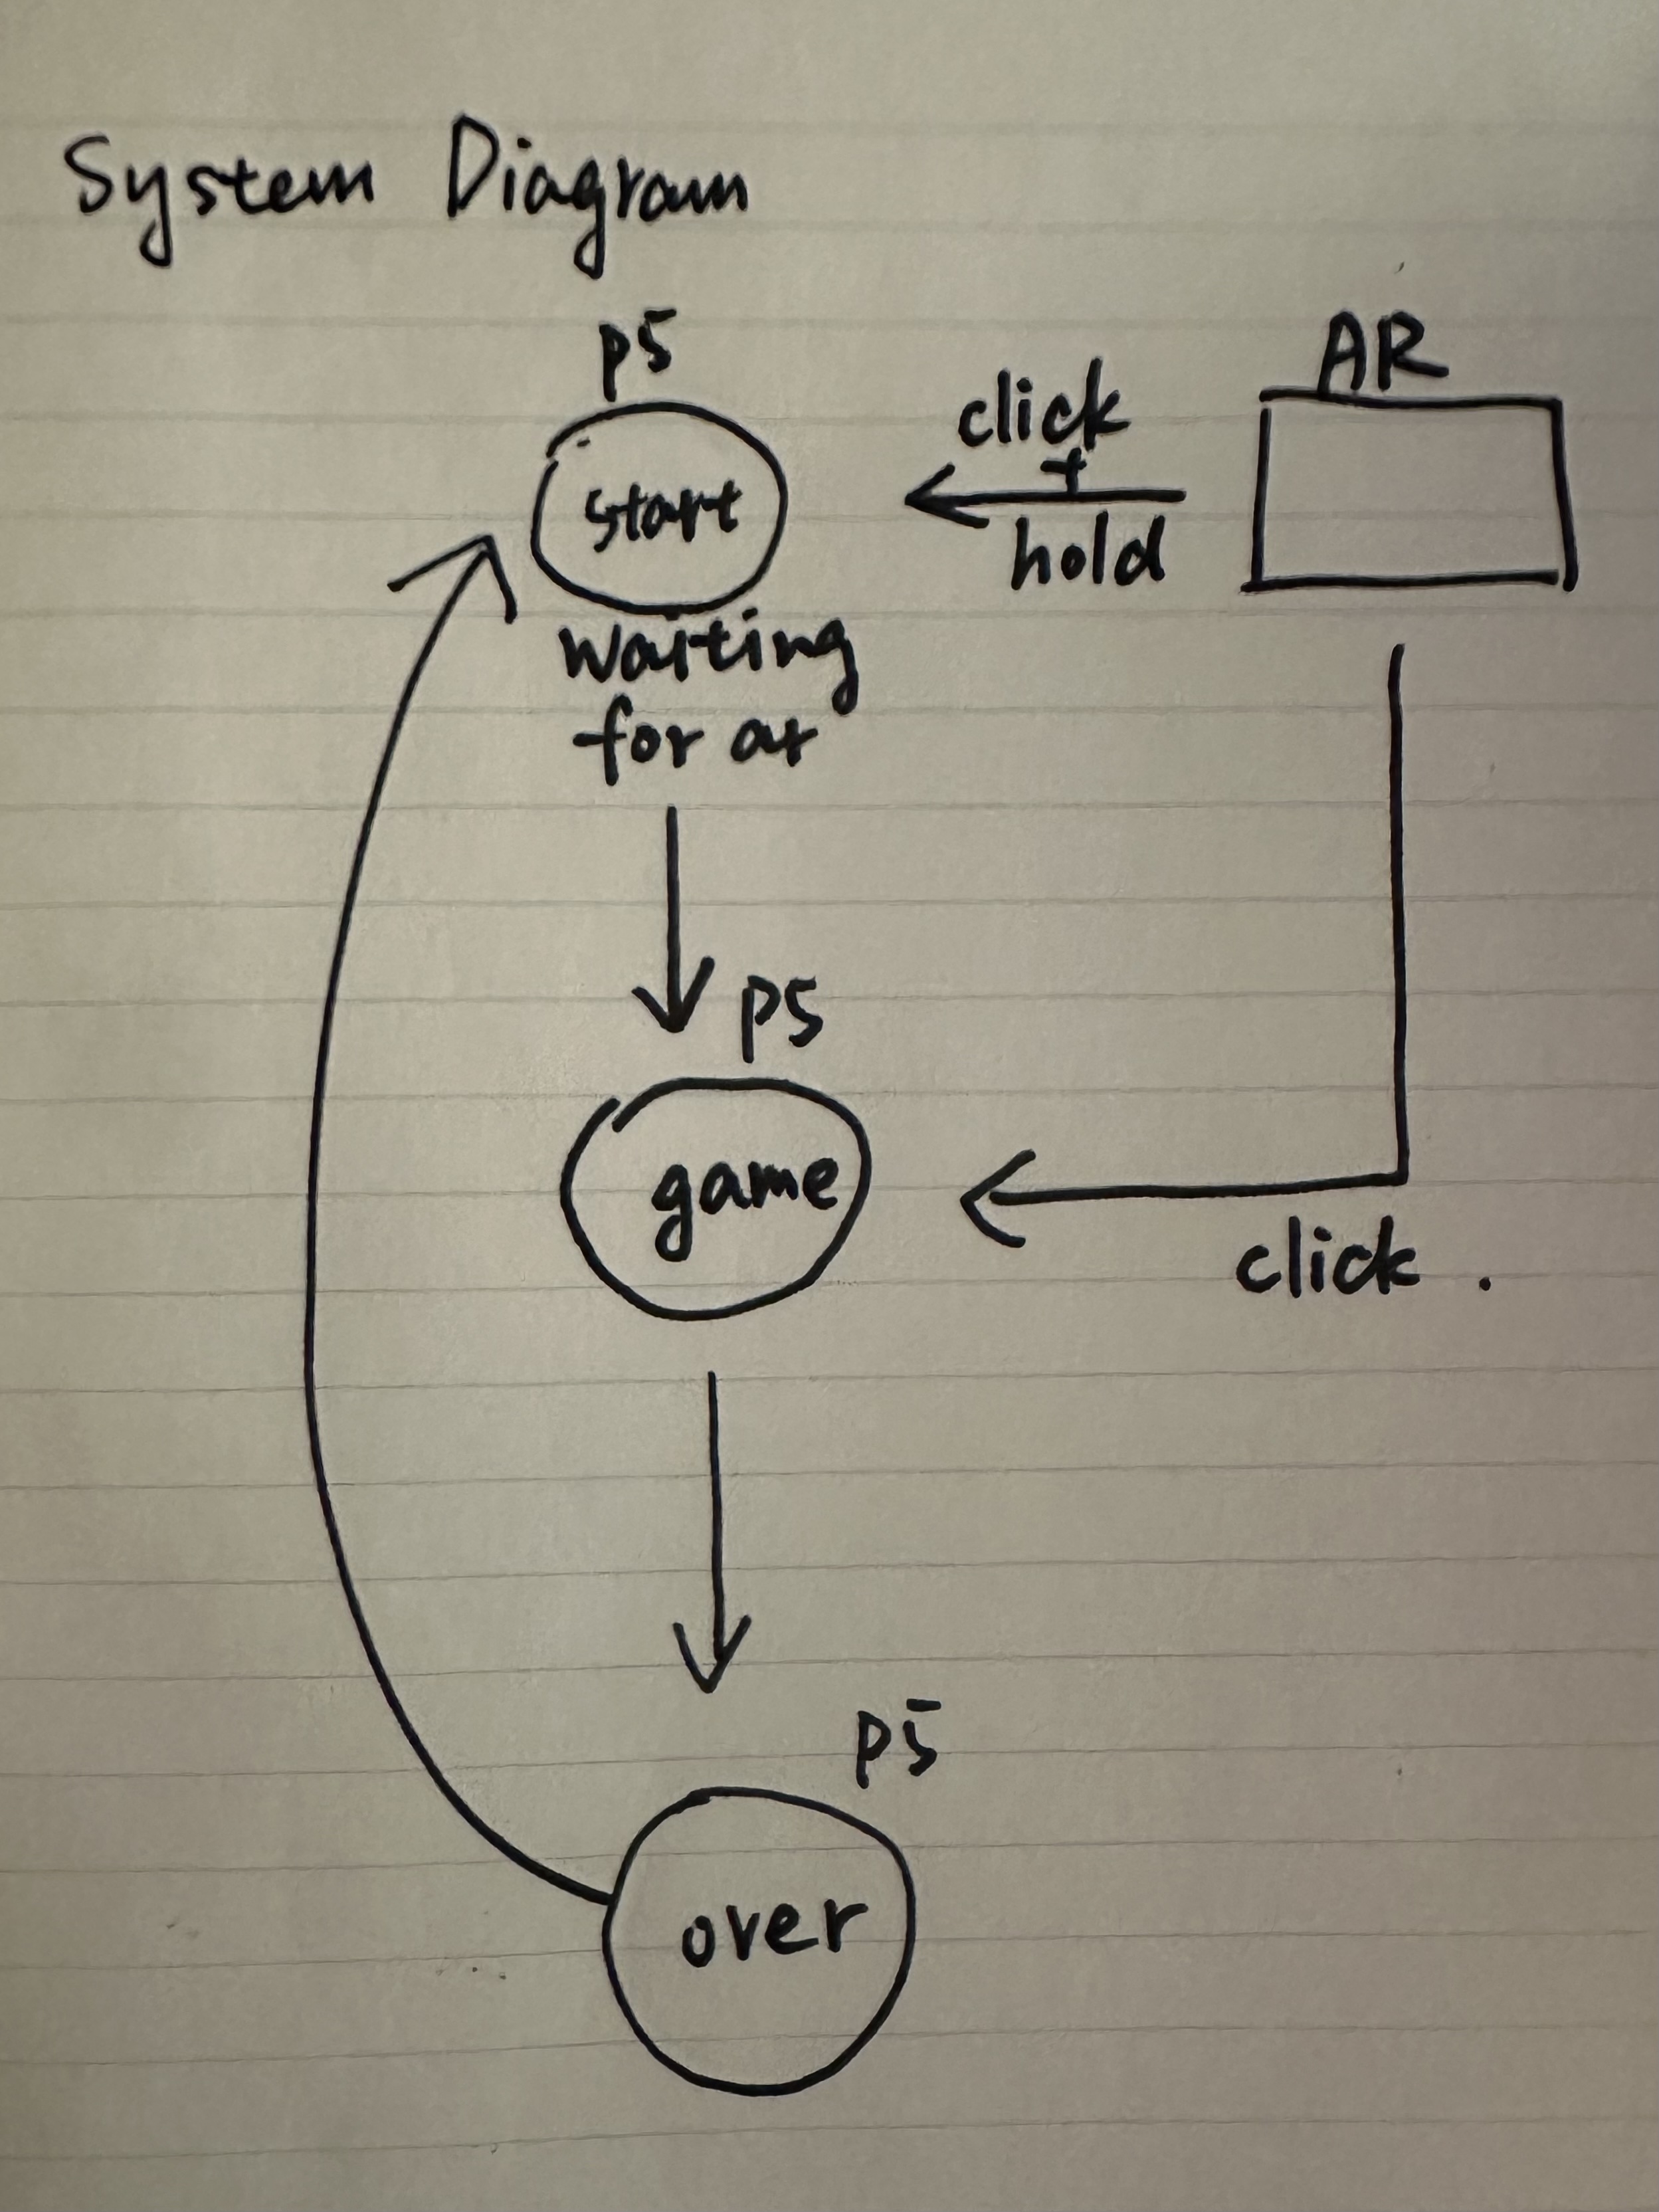 System Diagram
p5
AR
click
+
hold
start
waiting
for ar
p5
game
click .
p5
over